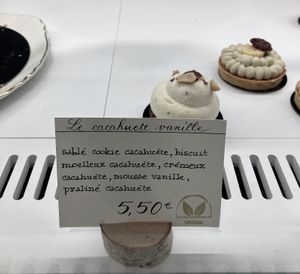 Le cacahuète vanille
sablé cookie cacahuète, biscuit
moelleux cacahuète, crémeux
cacahuète, mousse vanille,
praliné cacahuète
5,50€
VEGAN